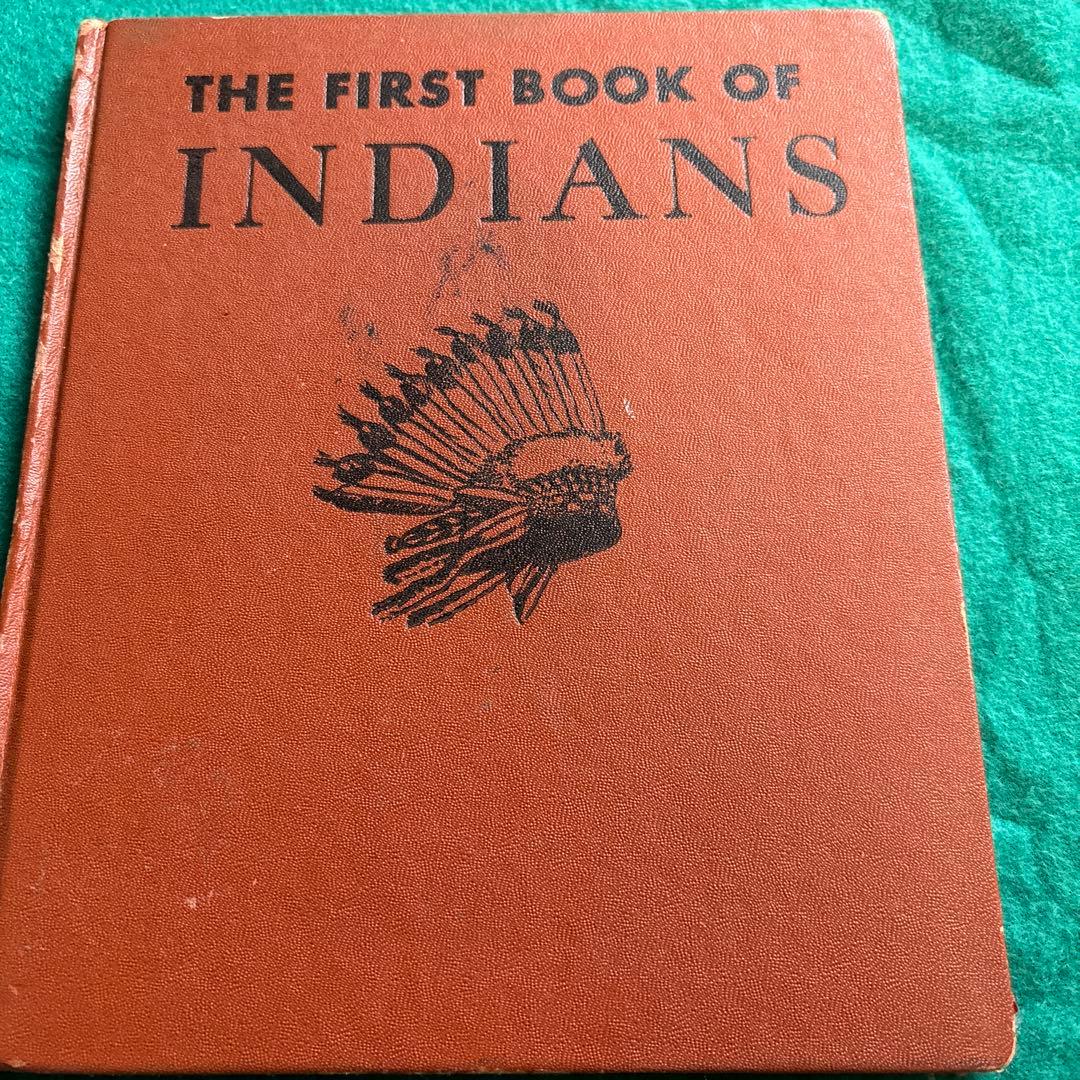 THE FIRST BOOK OF
INDIANS